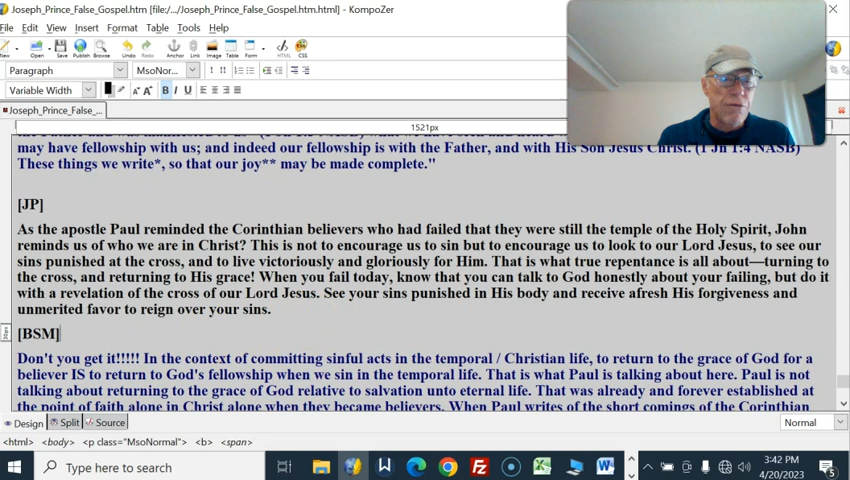 Joseph_Prince_False_Gospel.htm [file:/.../Joseph_Prince_False_Gospel.htm.html] - KompoZer
File Edit View Insert Format Table Tools Help
New Open Save Publish Browse Undo Redo Anchor Link Image Table Form HTML CSS
Paragraph MsoNor...
Variable Width B I U
Joseph_Prince_False_...
1521px
may have fellowship with us; and indeed our fellowship is with the Father, and with His Son Jesus Christ. (1 Jn 1:4 NASB)
These things we write*, so that our joy** may be made complete."
[JP]
As the apostle Paul reminded the Corinthian believers who had failed that they were still the temple of the Holy Spirit, John
reminds us of who we are in Christ? This is not to encourage us to sin but to encourage us to look to our Lord Jesus, to see our
sins punished at the cross, and to live victoriously and gloriously for Him. That is what true repentance is all about—turning to
the cross, and returning to His grace! When you fail today, know that you can talk to God honestly about your failing, but do it
with a revelation of the cross of our Lord Jesus. See your sins punished in His body and receive afresh His forgiveness and
unmerited favor to reign over your sins.
[BSM]
Don't you get it!!!!! In the context of committing sinful acts in the temporal / Christian life, to return to the grace of God for a
believer IS to return to God's fellowship when we sin in the temporal life. That is what Paul is talking about here. Paul is not
talking about returning to the grace of God relative to salvation unto eternal life. That was already and forever established at
the point of faith alone in Christ alone when they became believers. When Paul writes of the short comings of the Corinthian
Design Split Source Normal
<html> <body> <p class="MsoNormal"> <b> <span>
Type here to search
3:42 PM
4/20/2023
5